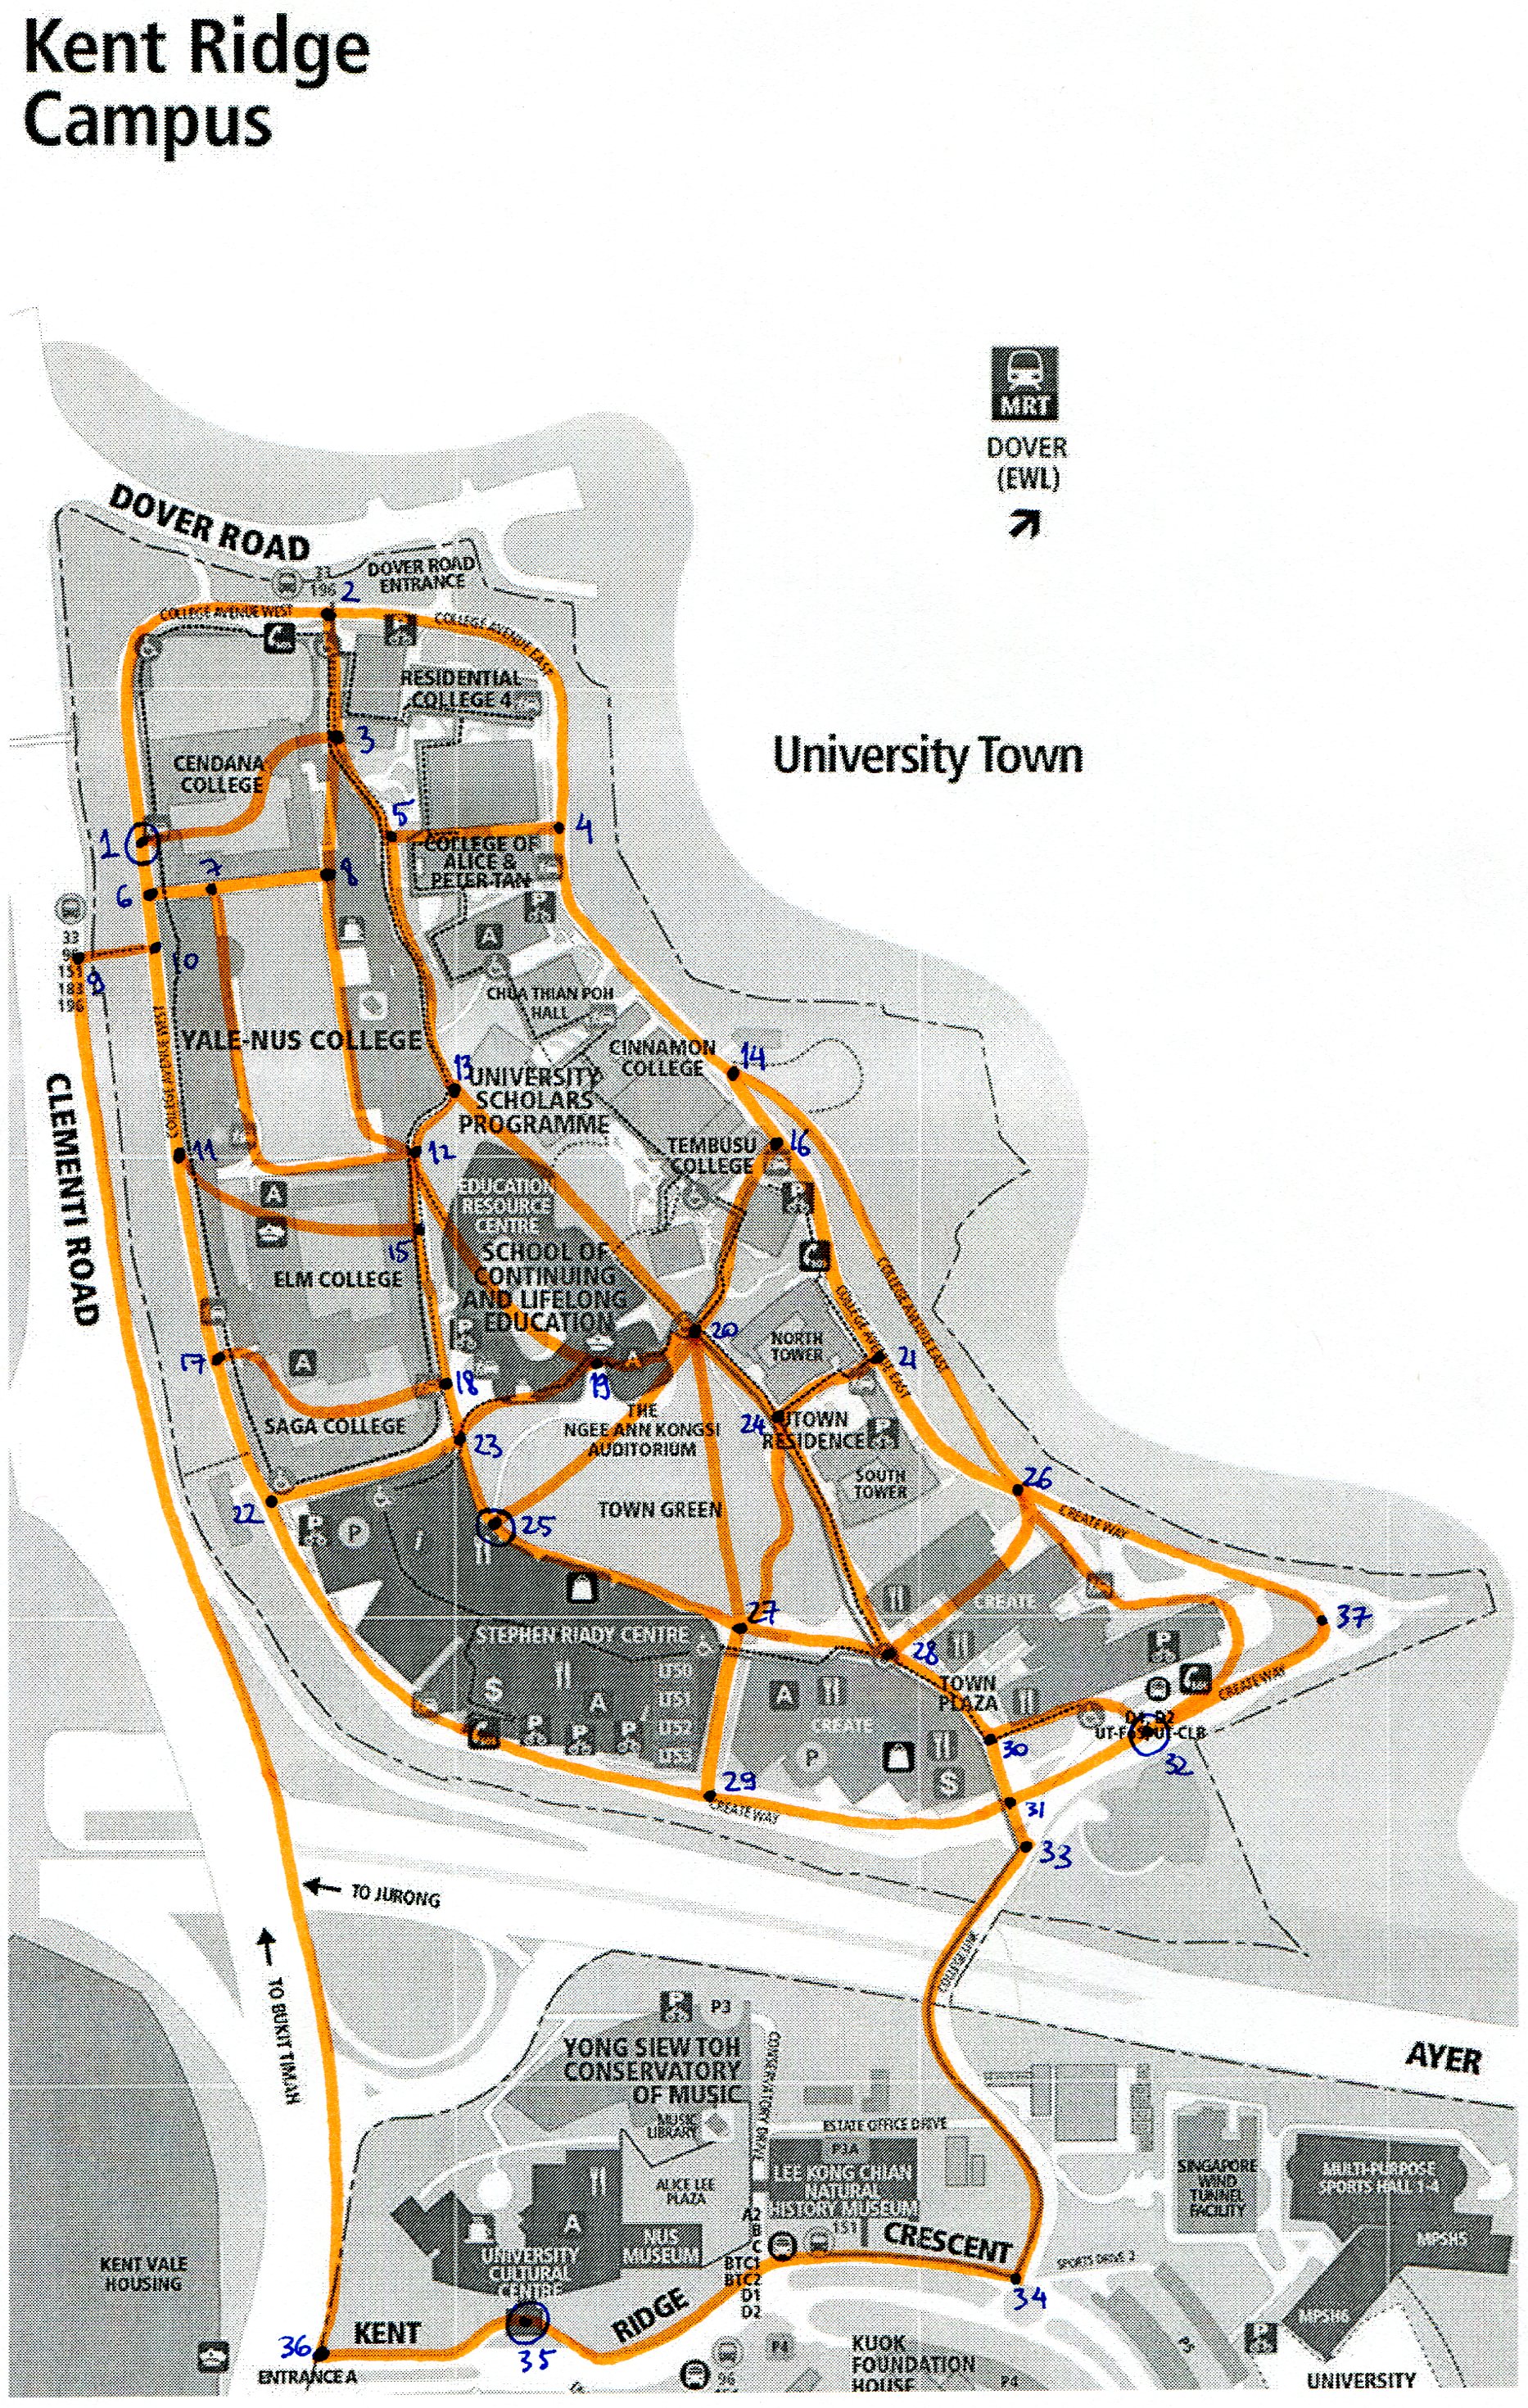 Kent Ridge
Campus
MRT
DOVER
(EWL)
DOVER ROAD
33
196
2
DOVER ROAD
ENTRANCE
COLLEGE AVENUE WEST
COLLEGE AVENUE EAST
P
RESIDENTIAL
COLLEGE 4
3
University Town
CENDANA
COLLEGE
1
5
4
COLLEGE OF
ALICE &
PETER TAN
6
7
8
P
A
33
151
183
196
9
10
CHUA THIAN POH
HALL
YALE-NUS COLLEGE
COLLEGE AVENUE WEST
CLEMENTI ROAD
CINNAMON
COLLEGE
14
13
UNIVERSITY
SCHOLARS
PROGRAMME
11
12
TEMBUSU
COLLEGE
16
A
P
EDUCATION
RESOURCE
CENTRE
15
SCHOOL OF
CONTINUING
AND LIFELONG
EDUCATION
ELM COLLEGE
COLLEGE AVENUE EAST
COLLEGE AVENUE EAST
P
20
NORTH
TOWER
21
17
A
18
19
A
SAGA COLLEGE
THE
NGEE ANN KONGSI
AUDITORIUM
24
UTOWN
RESIDENCE
P
23
SOUTH
TOWER
26
22
TOWN GREEN
25
CREATE WAY
P
P
CREATE
37
27
STEPHEN RIADY CENTRE
28
P
LT50
LT51
LT52
LT53
$
A
A
CREATE
P
TOWN
PLAZA
CREATE WAY
D1, D2
UT-FoS, UT-CLB
30
32
P
P
P
$
29
CREATE WAY
31
33
TO JURONG
TO BUKIT TIMAH
AYER
P
P3
YONG SIEW TOH
CONSERVATORY
OF MUSIC
CONSERVATORY DRIVE
MUSIC
LIBRARY
ESTATE OFFICE DRIVE
P3A
LEE KONG CHIAN
NATURAL
HISTORY MUSEUM
ALICE LEE
PLAZA
SINGAPORE
WIND
TUNNEL
FACILITY
MULTI-PURPOSE
SPORTS HALL 1-4
MPSH5
A
NUS
MUSEUM
UNIVERSITY
CULTURAL
CENTRE
A2
B
C
BTC1
BTC2
D1
D2
151
CRESCENT
SPORTS DRIVE 2
34
KENT VALE
HOUSING
MPSH6
P5
KENT
RIDGE
35
36
ENTRANCE A
96
P4
KUOK
FOUNDATION
HOUSE
P4
P
UNIVERSITY